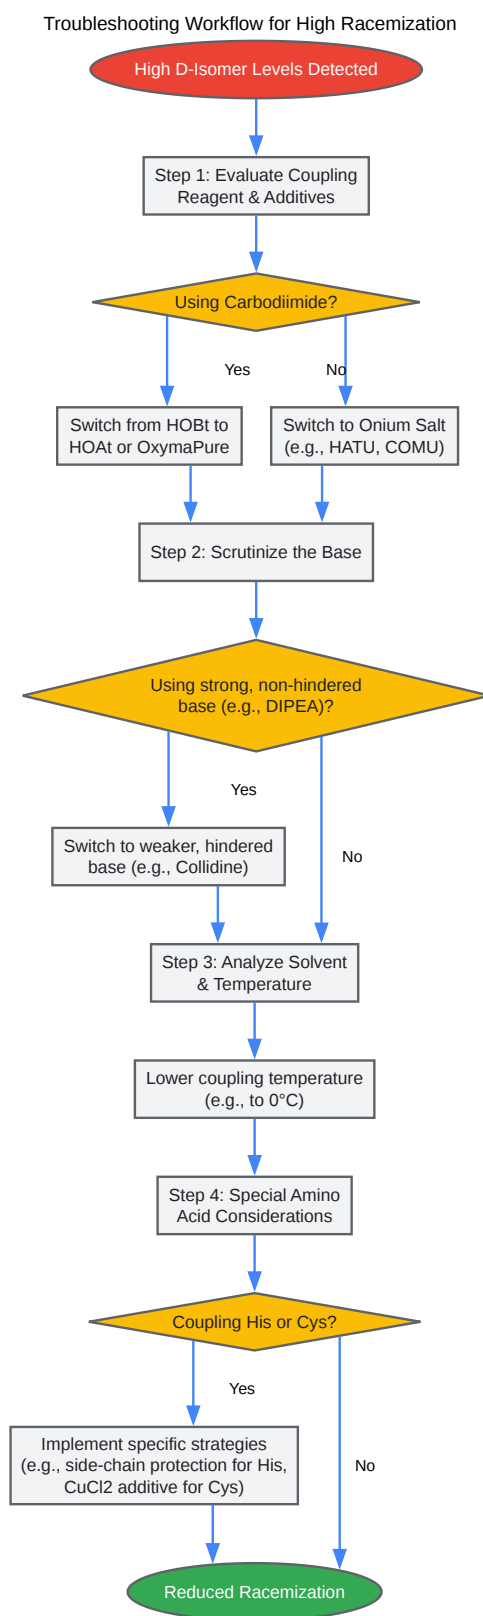 Troubleshooting Workflow for High Racemization
High D-Isomer Levels Detected
Step 1: Evaluate Coupling
Reagent & Additives
Using Carbodiimide?
Yes
No
Switch from HOBt to
HOAt or OxymaPure
Switch to Onium Salt
(e.g., HATU, COMU)
Step 2: Scrutinize the Base
Using strong, non-hindered
base (e.g., DIPEA)?
Yes
Switch to weaker, hindered
base (e.g., Collidine)
No
Step 3: Analyze Solvent
& Temperature
Lower coupling temperature
(e.g., to 0°C)
Step 4: Special Amino
Acid Considerations
Coupling His or Cys?
Yes
Implement specific strategies
(e.g., side-chain protection for His,
CuCl2 additive for Cys)
No
Reduced Racemization